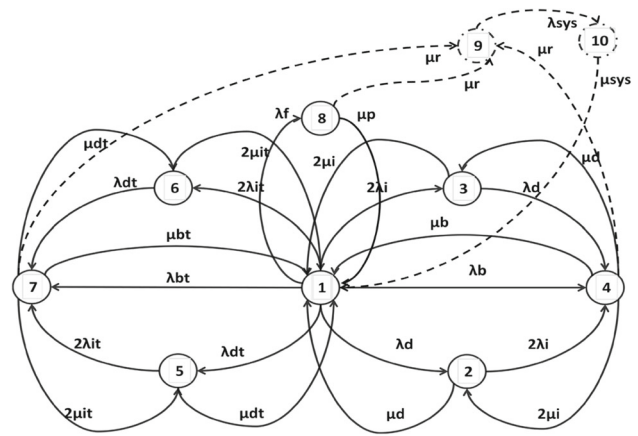 λsys
9
10
μr
μr
μr
μsys
λf
8
μp
μdt
2μit
2μi
μd
λdt
6
2λit
2λi
3
λd
μbt
μb
7
λbt
1
λb
4
2λit
λdt
λd
2λi
5
2
2μit
μdt
μd
2μi